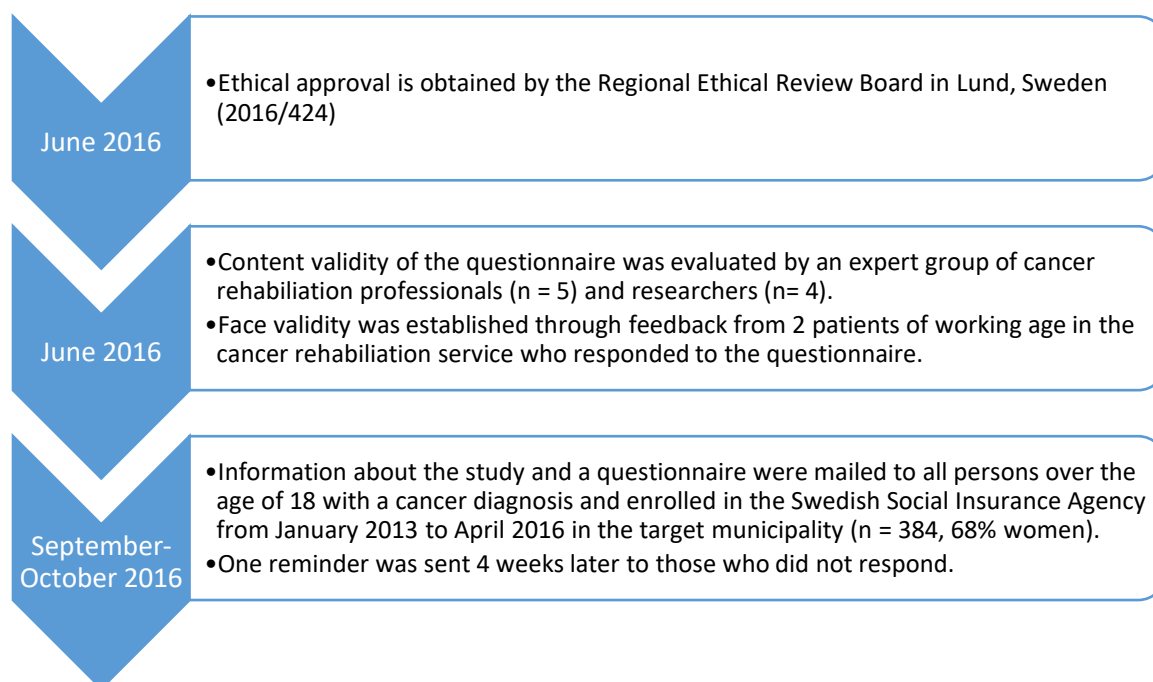 June 2016
•Ethical approval is obtained by the Regional Ethical Review Board in Lund, Sweden
(2016/424)
June 2016
•Content validity of the questionnaire was evaluated by an expert group of cancer
rehabiliation professionals (n = 5) and researchers (n= 4).
•Face validity was established through feedback from 2 patients of working age in the
cancer rehabiliation service who responded to the questionnaire.
September-
October 2016
•Information about the study and a questionnaire were mailed to all persons over the
age of 18 with a cancer diagnosis and enrolled in the Swedish Social Insurance Agency
from January 2013 to April 2016 in the target municipality (n = 384, 68% women).
•One reminder was sent 4 weeks later to those who did not respond.